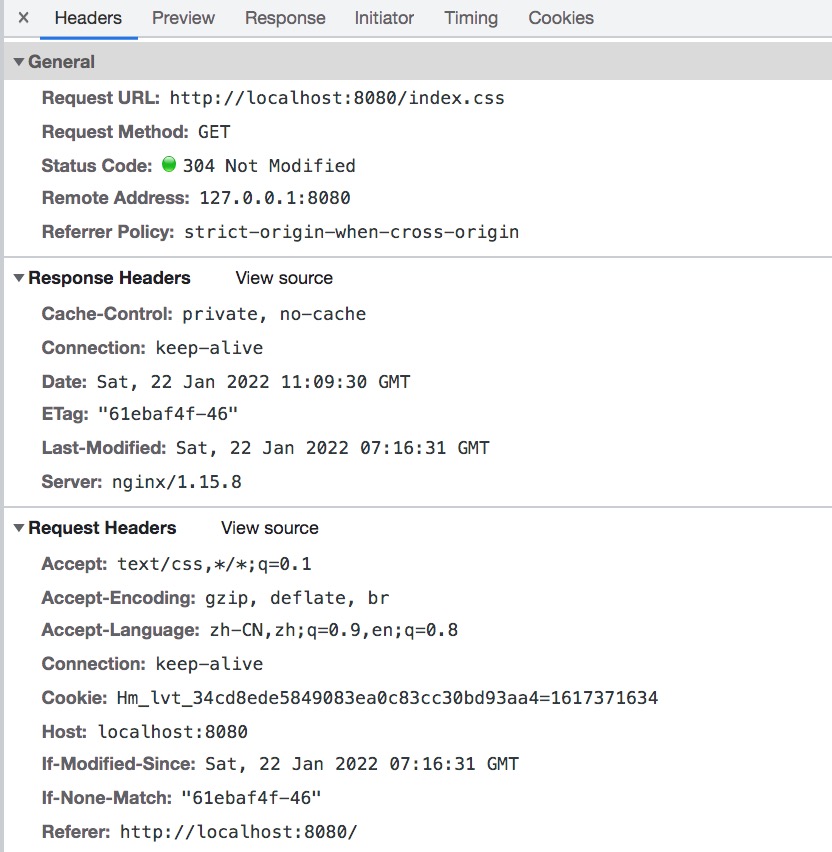 × Headers Preview Response Initiator Timing Cookies
▼ General
Request URL: http://localhost:8080/index.css
Request Method: GET
Status Code: 304 Not Modified
Remote Address: 127.0.0.1:8080
Referrer Policy: strict-origin-when-cross-origin
▼ Response Headers View source
Cache-Control: private, no-cache
Connection: keep-alive
Date: Sat, 22 Jan 2022 11:09:30 GMT
ETag: "61ebaf4f-46"
Last-Modified: Sat, 22 Jan 2022 07:16:31 GMT
Server: nginx/1.15.8
▼ Request Headers View source
Accept: text/css,*/*;q=0.1
Accept-Encoding: gzip, deflate, br
Accept-Language: zh-CN,zh;q=0.9,en;q=0.8
Connection: keep-alive
Cookie: Hm_lvt_34cd8ede5849083ea0c83cc30bd93aa4=1617371634
Host: localhost:8080
If-Modified-Since: Sat, 22 Jan 2022 07:16:31 GMT
If-None-Match: "61ebaf4f-46"
Referer: http://localhost:8080/